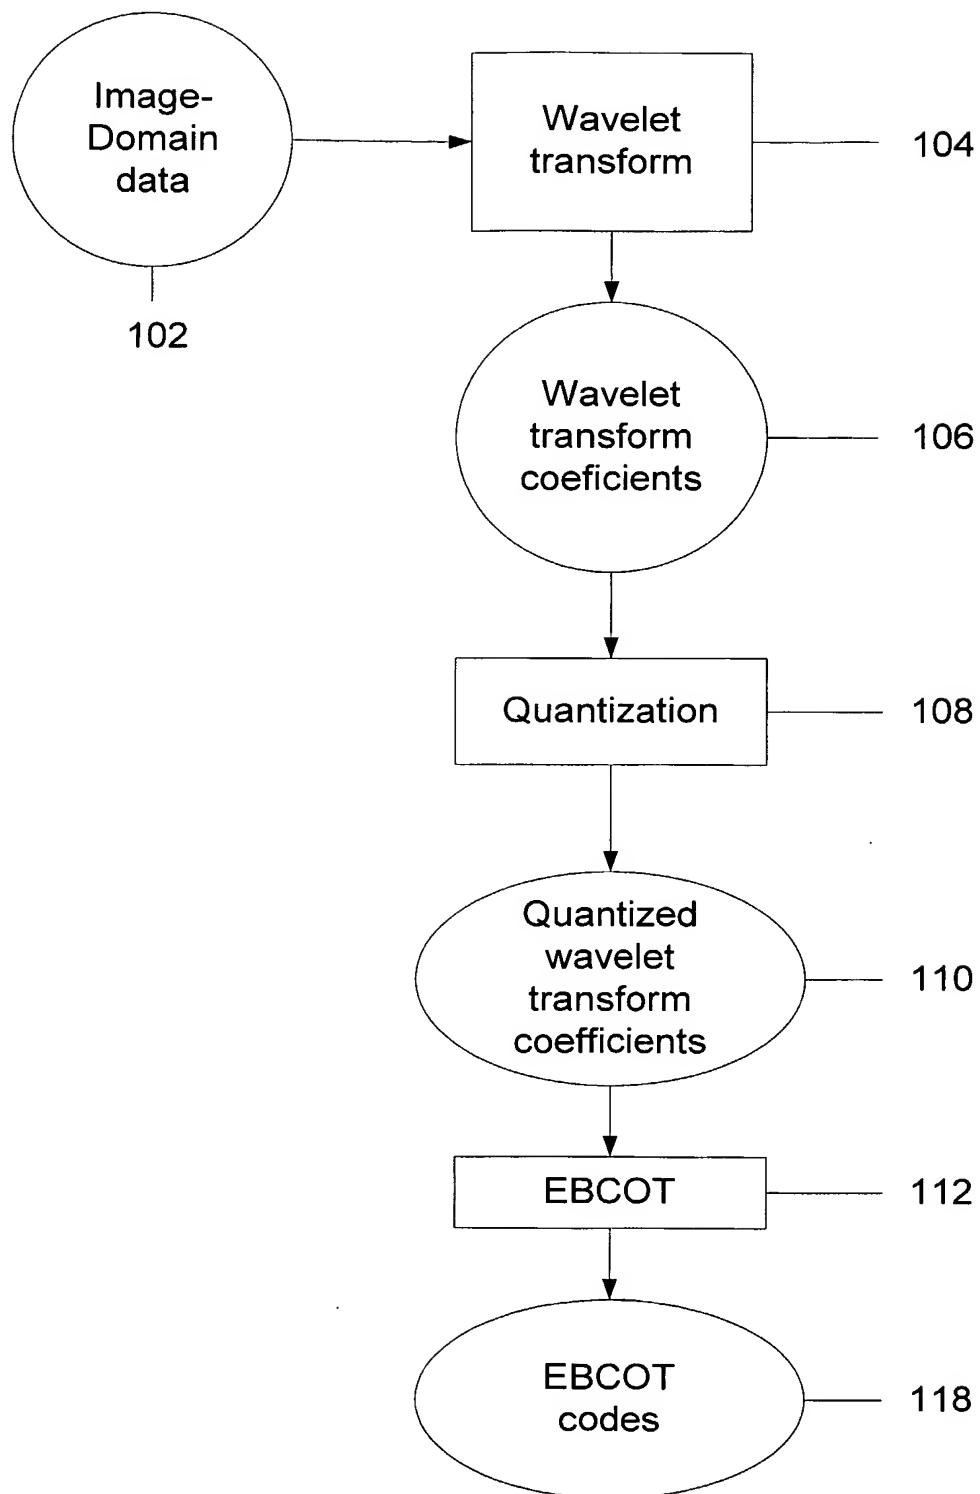 Image-
Domain
data
102
Wavelet
transform
104
Wavelet
transform
coeficients
106
Quantization
108
Quantized
wavelet
transform
coefficients
110
EBCOT
112
EBCOT
codes
118